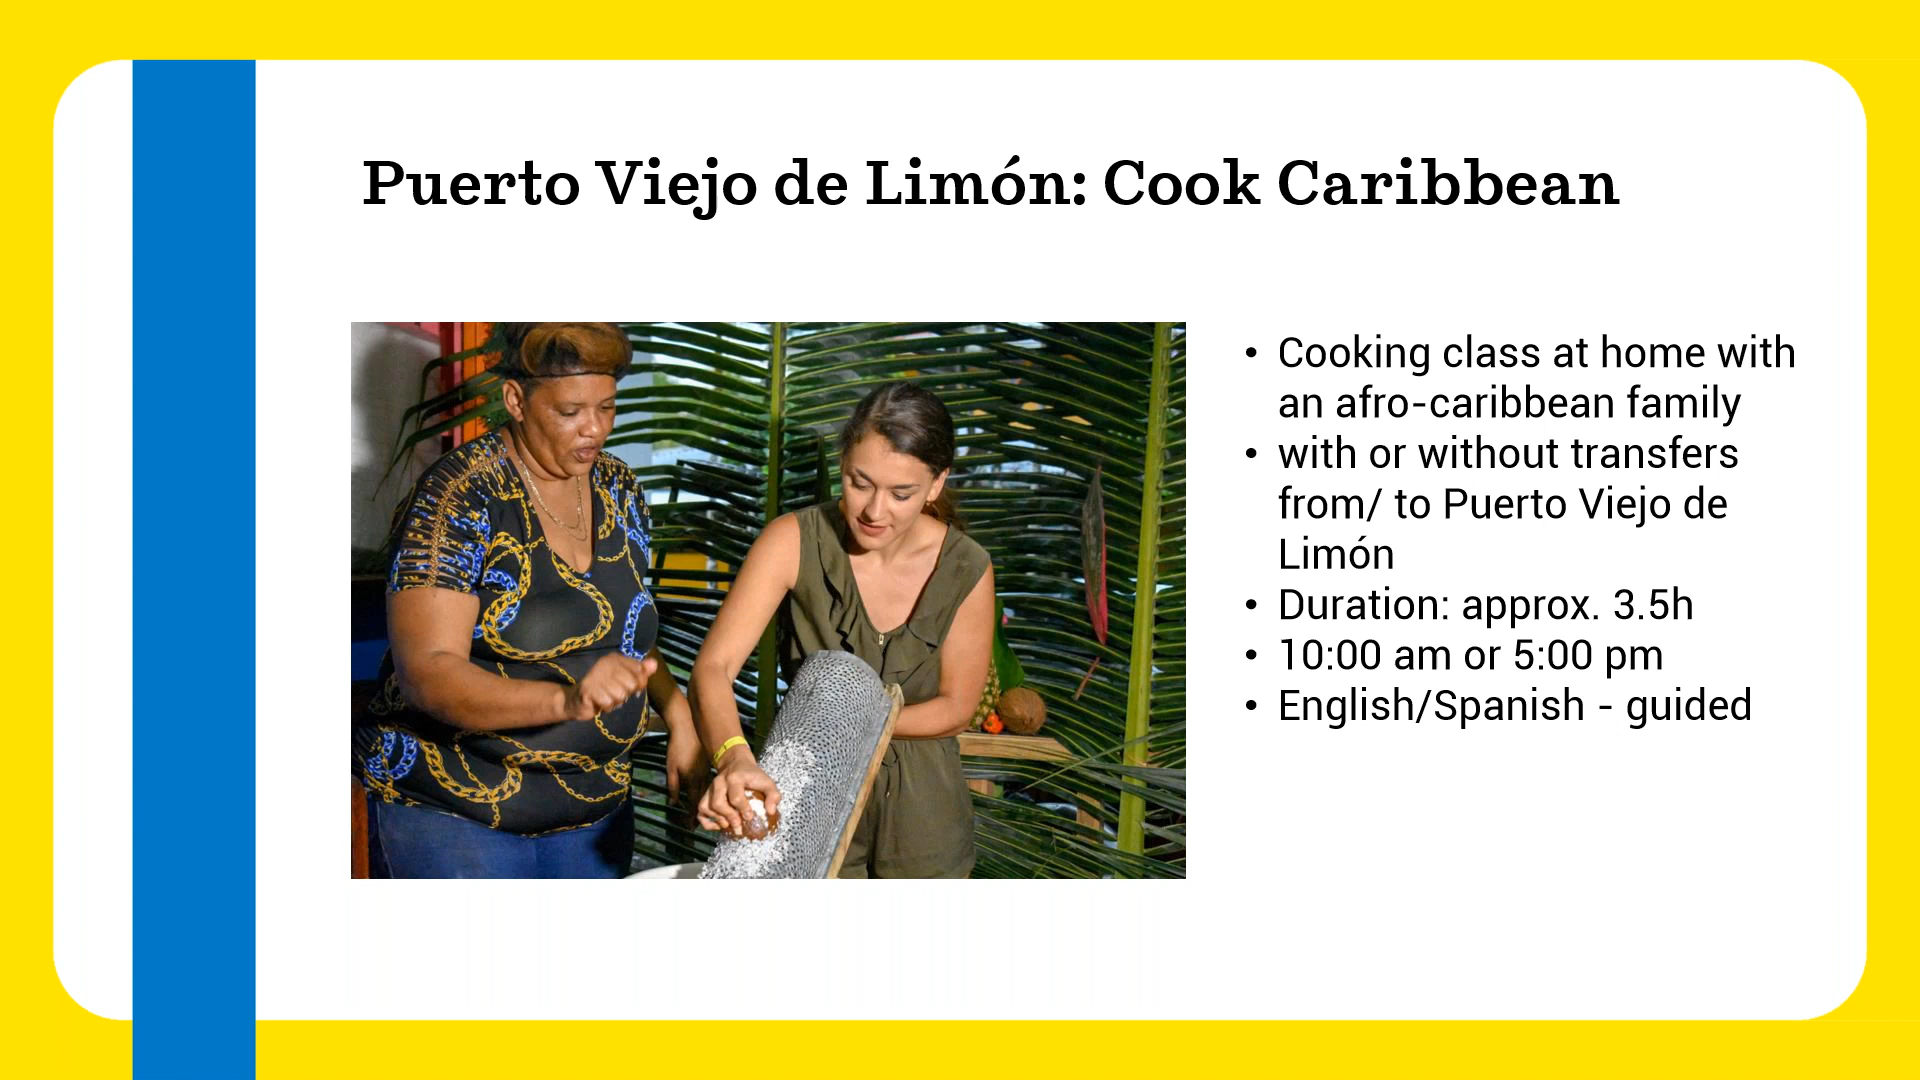 Puerto Viejo de Limón: Cook Caribbean
• Cooking class at home with
an afro-caribbean family
• with or without transfers
from/ to Puerto Viejo de
Limón
• Duration: approx. 3.5h
• 10:00 am or 5:00 pm
• English/Spanish - guided